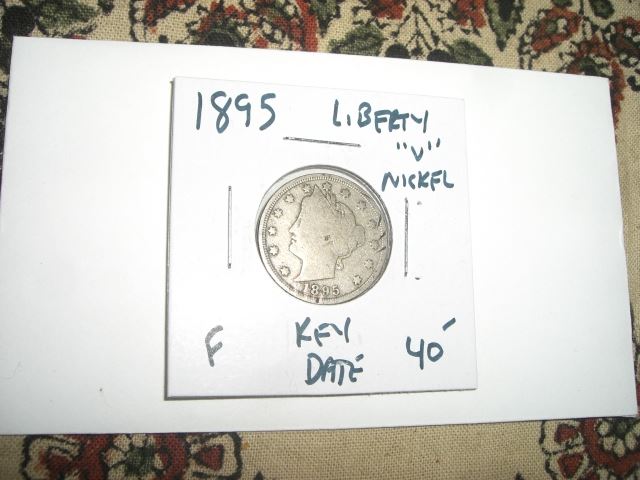 1895 LIBERTY
"V"
NICKEL
1895
F KEY 40
DATE